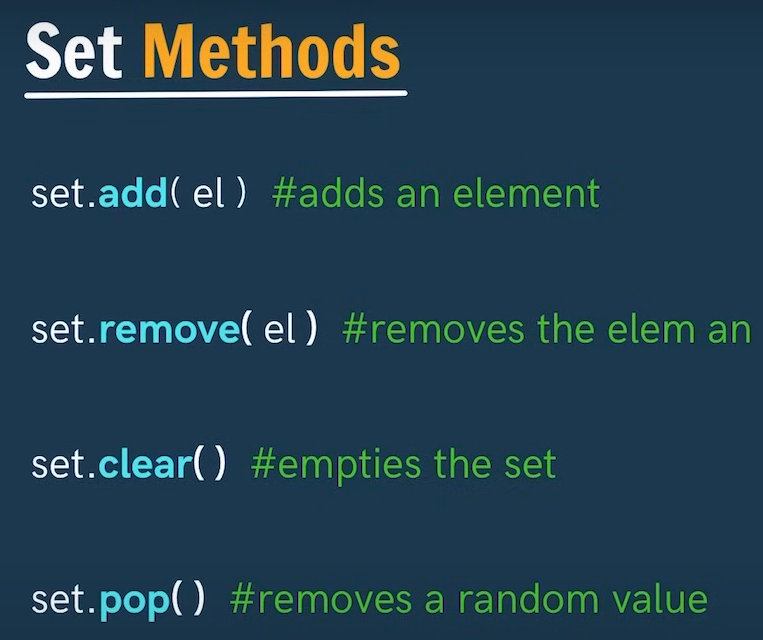 Set Methods
set.add( el ) #adds an element
set.remove( el ) #removes the elem an
set.clear( ) #empties the set
set.pop( ) #removes a random value